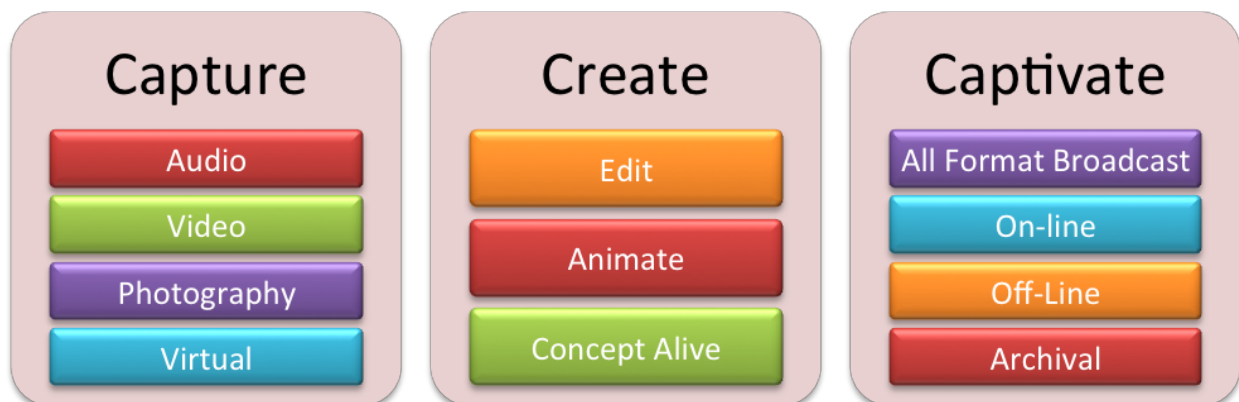 Capture
Audio
Video
Photography
Virtual
Create
Edit
Animate
Concept Alive
Captivate
All Format Broadcast
On-line
Off-Line
Archival